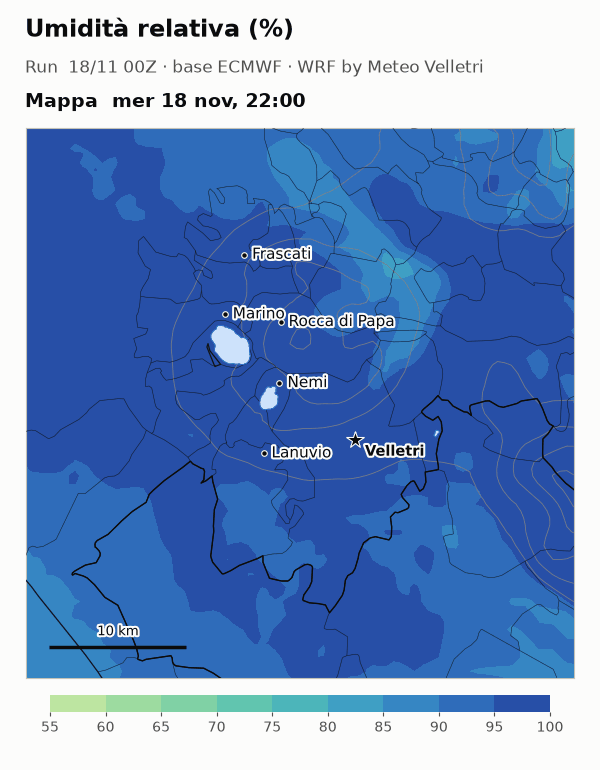 Umidità relativa (%)
Run  18/11 00Z · base ECMWF · WRF by Meteo Velletri
Mappa  mer 18 nov, 22:00
Frascati
Marino
Rocca di Papa
Nemi
Velletri
Lanuvio
10 km
55 60 65 70 75 80 85 90 95 100